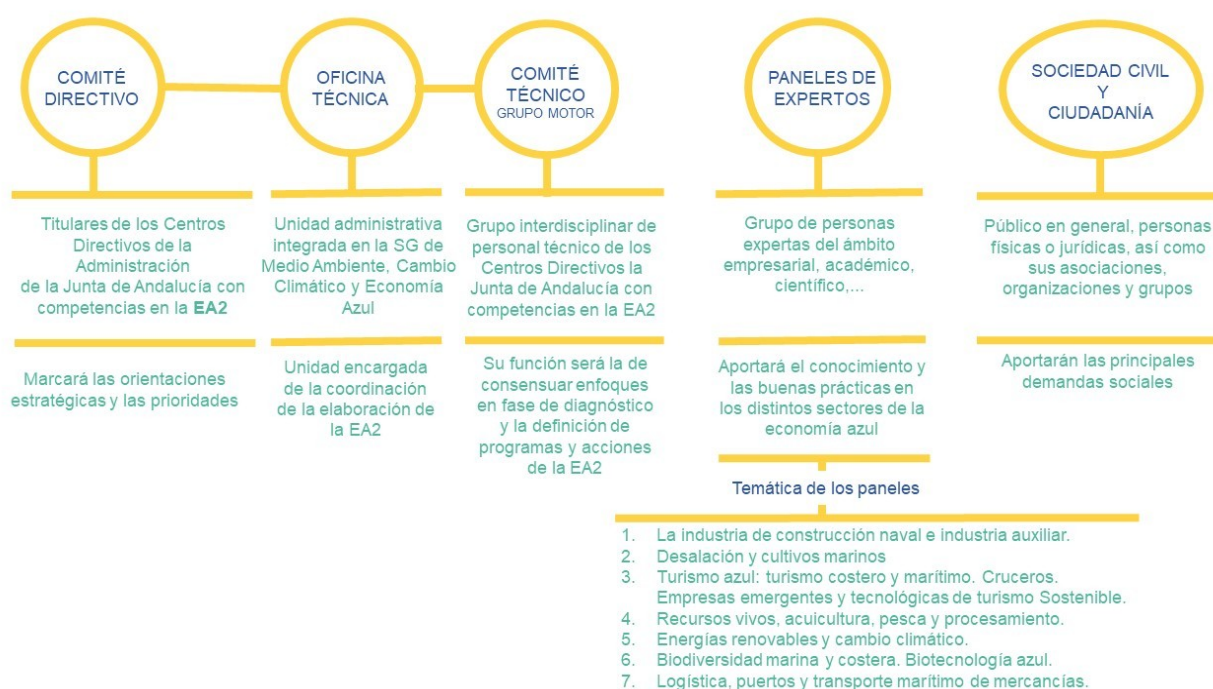 COMITÉ
DIRECTIVO
OFICINA
TÉCNICA
COMITÉ
TÉCNICO
GRUPO MOTOR
PANELES DE
EXPERTOS
SOCIEDAD CIVIL
Y
CIUDADANÍA
Titulares de los Centros
Directivos de la
Administración
de la Junta de Andalucía con
competencias en la EA2
Unidad administrativa
integrada en la SG de
Medio Ambiente, Cambio
Climático y Economía
Azul
Grupo interdisciplinar de
personal técnico de los
Centros Directivos la
Junta de Andalucía con
competencias en la EA2
Grupo de personas
expertas del ámbito
empresarial, académico,
científico,...
Público en general, personas
físicas o jurídicas, así como
sus asociaciones,
organizaciones y grupos
Marcará las orientaciones
estratégicas y las prioridades
Unidad encargada
de la coordinación
de la elaboración de
la EA2
Su función será la de
consensuar enfoques
en fase de diagnóstico
y la definición de
programas y acciones
de la EA2
Aportará el conocimiento y
las buenas prácticas en
los distintos sectores de la
economía azul
Aportarán las principales
demandas sociales
Temática de los paneles
1. La industria de construcción naval e industria auxiliar.
2. Desalación y cultivos marinos
3. Turismo azul: turismo costero y marítimo. Cruceros.
Empresas emergentes y tecnológicas de turismo Sostenible.
4. Recursos vivos, acuicultura, pesca y procesamiento.
5. Energías renovables y cambio climático.
6. Biodiversidad marina y costera. Biotecnología azul.
7. Logística, puertos y transporte marítimo de mercancías.